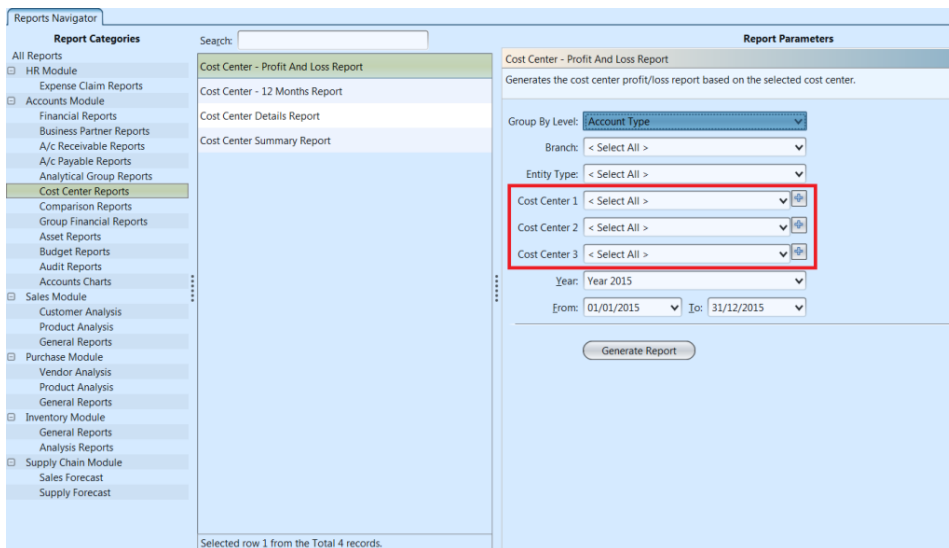 Reports Navigator
Report Categories
All Reports
HR Module
Expense Claim Reports
Accounts Module
Financial Reports
Business Partner Reports
A/c Receivable Reports
A/c Payable Reports
Analytical Group Reports
Cost Center Reports
Comparison Reports
Group Financial Reports
Asset Reports
Budget Reports
Audit Reports
Accounts Charts
Sales Module
Customer Analysis
Product Analysis
General Reports
Purchase Module
Vendor Analysis
Product Analysis
General Reports
Inventory Module
General Reports
Analysis Reports
Supply Chain Module
Sales Forecast
Supply Forecast
Search:
Cost Center - Profit And Loss Report
Cost Center - 12 Months Report
Cost Center Details Report
Cost Center Summary Report
Selected row 1 from the Total 4 records.
Report Parameters
Cost Center - Profit And Loss Report
Generates the cost center profit/loss report based on the selected cost center.
Group By Level: Account Type
Branch: < Select All >
Entity Type: < Select All >
Cost Center 1 < Select All >
Cost Center 2 < Select All >
Cost Center 3 < Select All >
Year: Year 2015
From: 01/01/2015 To: 31/12/2015
Generate Report